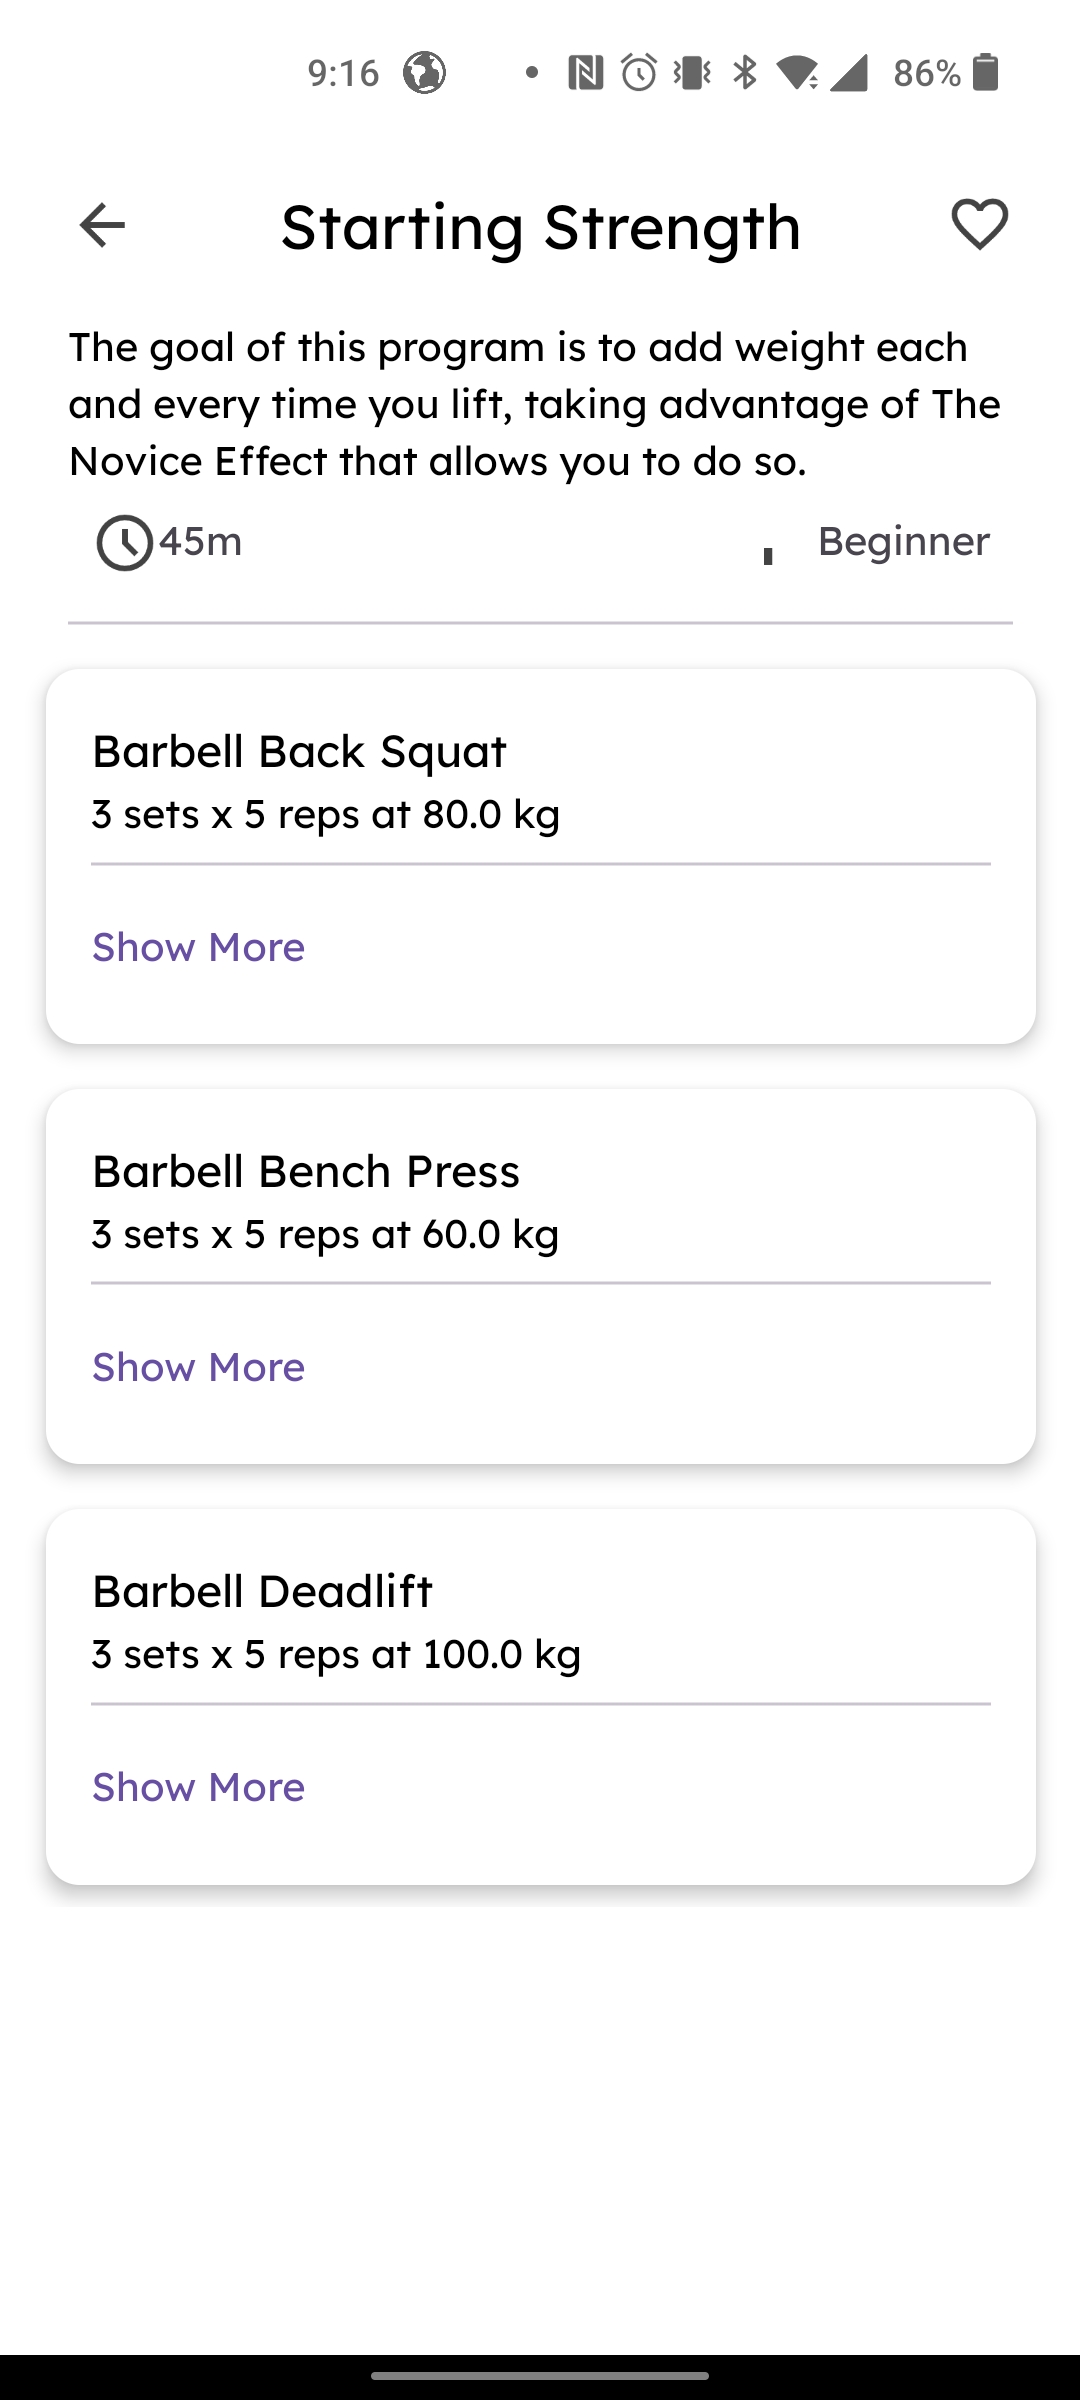 9:16 86%
Starting Strength
The goal of this program is to add weight each
and every time you lift, taking advantage of The
Novice Effect that allows you to do so.
45m Beginner
Barbell Back Squat
3 sets x 5 reps at 80.0 kg
Show More
Barbell Bench Press
3 sets x 5 reps at 60.0 kg
Show More
Barbell Deadlift
3 sets x 5 reps at 100.0 kg
Show More